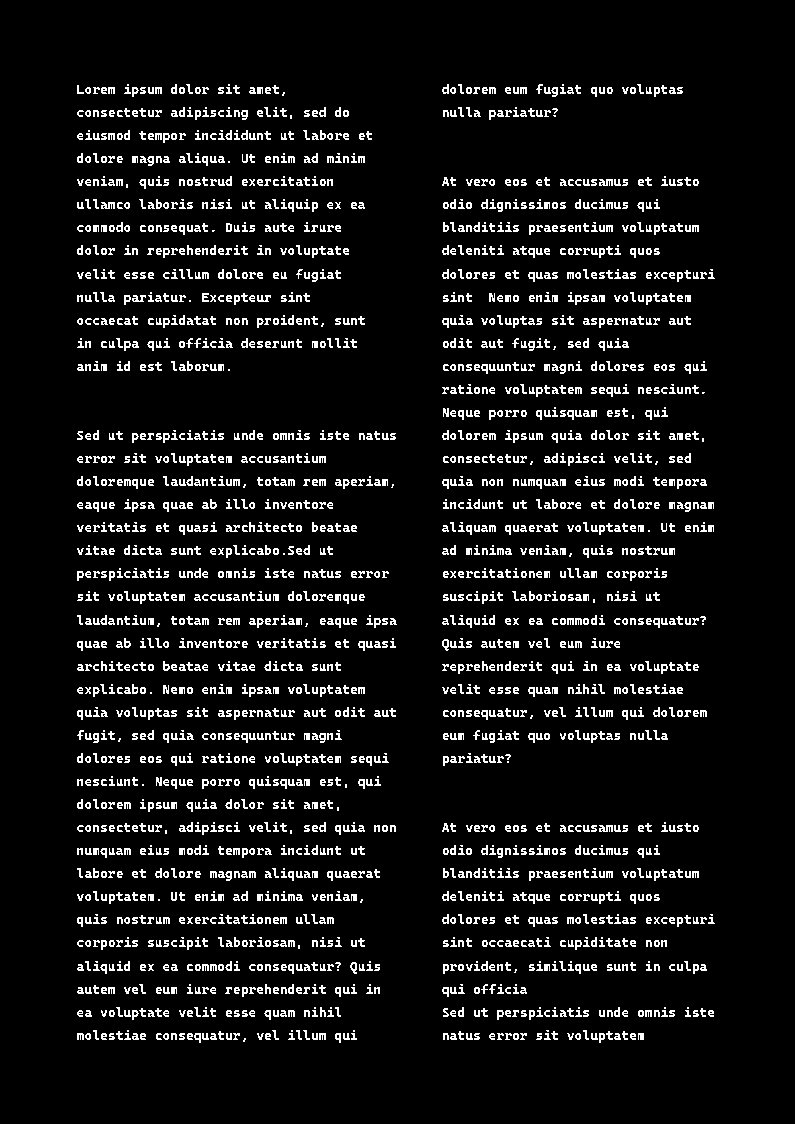 Lorem ipsum dolor sit amet,
consectetur adipiscing elit, sed do
eiusmod tempor incididunt ut labore et
dolore magna aliqua. Ut enim ad minim
veniam, quis nostrud exercitation
ullamco laboris nisi ut aliquip ex ea
commodo consequat. Duis aute irure
dolor in reprehenderit in voluptate
velit esse cillum dolore eu fugiat
nulla pariatur. Excepteur sint
occaecat cupidatat non proident, sunt
in culpa qui officia deserunt mollit
anim id est laborum.
Sed ut perspiciatis unde omnis iste natus
error sit voluptatem accusantium
doloremque laudantium, totam rem aperiam,
eaque ipsa quae ab illo inventore
veritatis et quasi architecto beatae
vitae dicta sunt explicabo.Sed ut
perspiciatis unde omnis iste natus error
sit voluptatem accusantium doloremque
laudantium, totam rem aperiam, eaque ipsa
quae ab illo inventore veritatis et quasi
architecto beatae vitae dicta sunt
explicabo. Nemo enim ipsam voluptatem
quia voluptas sit aspernatur aut odit aut
fugit, sed quia consequuntur magni
dolores eos qui ratione voluptatem sequi
nesciunt. Neque porro quisquam est, qui
dolorem ipsum quia dolor sit amet,
consectetur, adipisci velit, sed quia non
numquam eius modi tempora incidunt ut
labore et dolore magnam aliquam quaerat
voluptatem. Ut enim ad minima veniam,
quis nostrum exercitationem ullam
corporis suscipit laboriosam, nisi ut
aliquid ex ea commodi consequatur? Quis
autem vel eum iure reprehenderit qui in
ea voluptate velit esse quam nihil
molestiae consequatur, vel illum qui
dolorem eum fugiat quo voluptas
nulla pariatur?
At vero eos et accusamus et iusto
odio dignissimos ducimus qui
blanditiis praesentium voluptatum
deleniti atque corrupti quos
dolores et quas molestias excepturi
sint  Nemo enim ipsam voluptatem
quia voluptas sit aspernatur aut
odit aut fugit, sed quia
consequuntur magni dolores eos qui
ratione voluptatem sequi nesciunt.
Neque porro quisquam est, qui
dolorem ipsum quia dolor sit amet,
consectetur, adipisci velit, sed
quia non numquam eius modi tempora
incidunt ut labore et dolore magnam
aliquam quaerat voluptatem. Ut enim
ad minima veniam, quis nostrum
exercitationem ullam corporis
suscipit laboriosam, nisi ut
aliquid ex ea commodi consequatur?
Quis autem vel eum iure
reprehenderit qui in ea voluptate
velit esse quam nihil molestiae
consequatur, vel illum qui dolorem
eum fugiat quo voluptas nulla
pariatur?
At vero eos et accusamus et iusto
odio dignissimos ducimus qui
blanditiis praesentium voluptatum
deleniti atque corrupti quos
dolores et quas molestias excepturi
sint occaecati cupiditate non
provident, similique sunt in culpa
qui officia
Sed ut perspiciatis unde omnis iste
natus error sit voluptatem